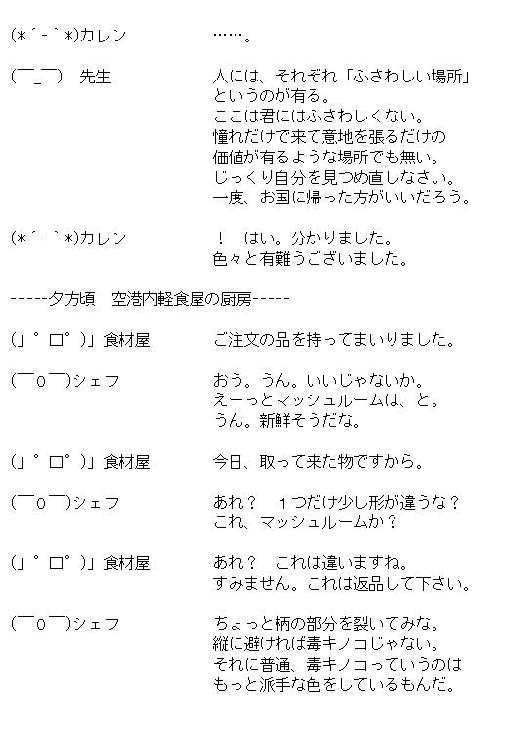 (*´-｀*)カレン　　　　……。
(￣_￣)　先生　　　　人には、それぞれ「ふさわしい場所」
というのが有る。
ここは君にはふさわしくない。
憧れだけで来て意地を張るだけの
価値が有るような場所でも無い。
じっくり自分を見つめ直しなさい。
一度、お国に帰った方がいいだろう。
(*´-｀*)カレン　　　　！　はい。分かりました。
色々と有難うございました。
-----夕方頃　空港内軽食屋の厨房-----
(」゜ロ゜)」食材屋　　　ご注文の品を持ってまいりました。
(￣０￣)シェフ　　　　おう。うん。いいじゃないか。
えーっとマッシュルームは、と。
うん。新鮮そうだな。
(」゜ロ゜)」食材屋　　　今日、取って来た物ですから。
(￣０￣)シェフ　　　　あれ？　１つだけ少し形が違うな？
これ、マッシュルームか？
(」゜ロ゜)」食材屋　　　あれ？　これは違いますね。
すみません。これは返品して下さい。
(￣０￣)シェフ　　　　ちょっと柄の部分を裂いてみな。
縦に避ければ毒キノコじゃない。
それに普通、毒キノコっていうのは
もっと派手な色をしているもんだ。